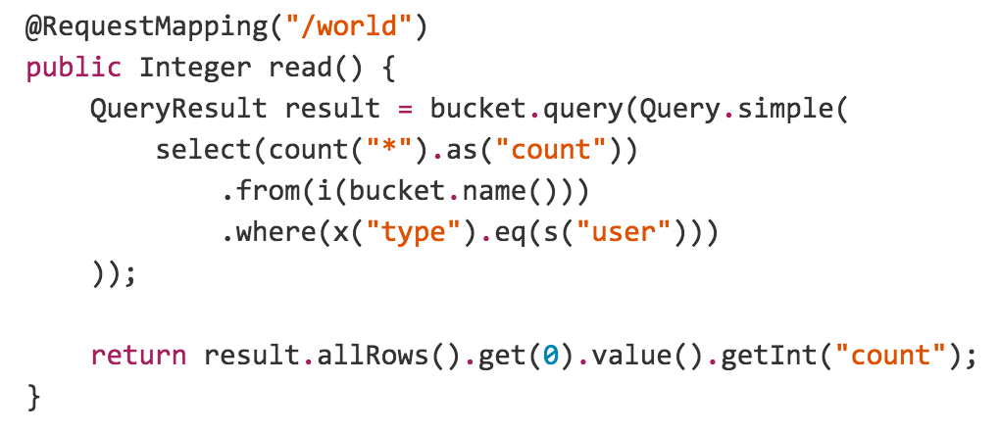 @RequestMapping("/world")
public Integer read() {
    QueryResult result = bucket.query(Query.simple(
        select(count("*").as("count"))
            .from(i(bucket.name()))
            .where(x("type").eq(s("user")))
    ));

    return result.allRows().get(0).value().getInt("count");
}